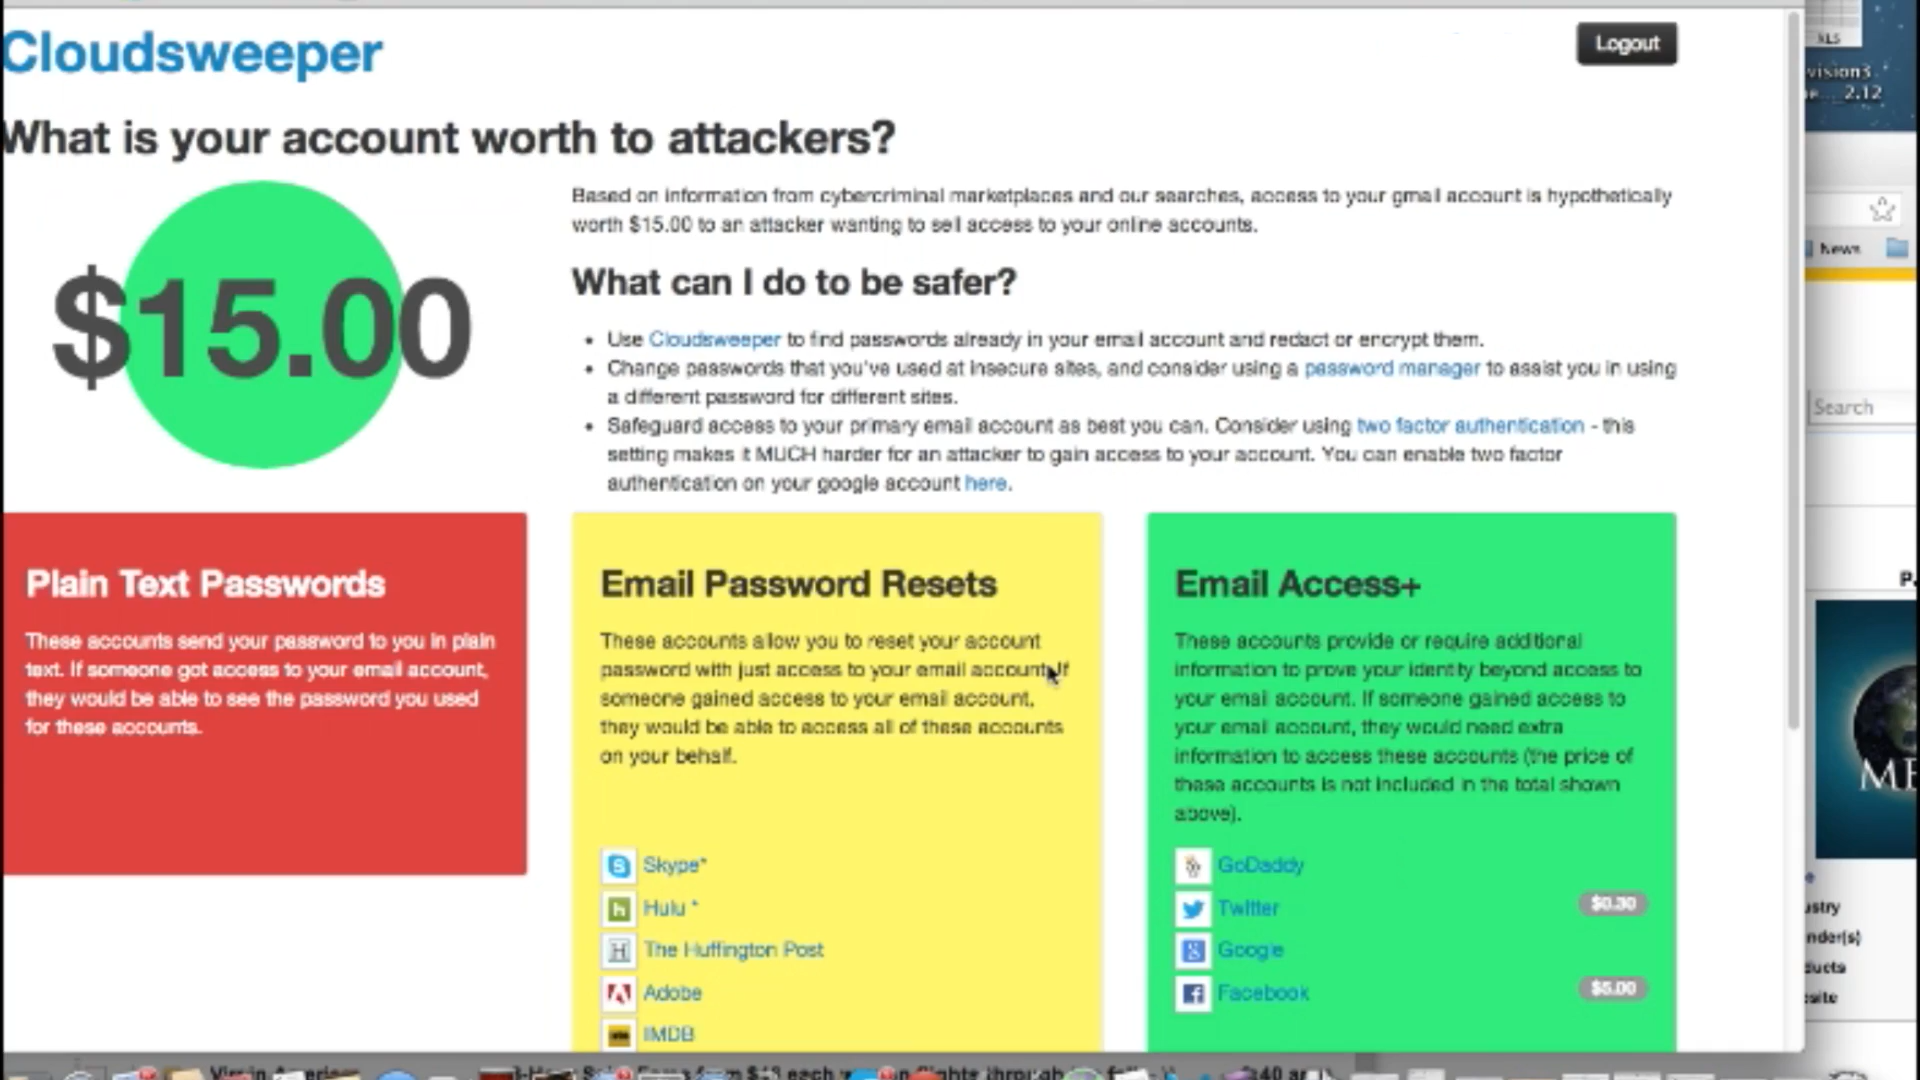 Cloudsweeper
Logout
What is your account worth to attackers?
$15.00
Based on information from cybercriminal marketplaces and our searches, access to your gmail account is hypothetically
worth $15.00 to an attacker wanting to sell access to your online accounts.
What can I do to be safer?
• Use Cloudsweeper to find passwords already in your email account and redact or encrypt them.
• Change passwords that you've used at insecure sites, and consider using a password manager to assist you in using
a different password for different sites.
• Safeguard access to your primary email account as best you can. Consider using two factor authentication - this
setting makes it MUCH harder for an attacker to gain access to your account. You can enable two factor
authentication on your google account here.
Plain Text Passwords
These accounts send your password to you in plain
text. If someone got access to your email account,
they would be able to see the password you used
for these accounts.
Email Password Resets
These accounts allow you to reset your account
password with just access to your email account. If
someone gained access to your email account,
they would be able to access all of these accounts
on your behalf.
Skype*
Hulu *
The Huffington Post
Adobe
IMDB
Email Access+
These accounts provide or require additional
information to prove your identity beyond access to
your email account. If someone gained access to
your email account, they would need extra
information to access these accounts (the price of
these accounts is not included in the total shown
above).
GoDaddy
Twitter $0.30
Google
Facebook $5.00
XLS
vision3
2.12
News
Search
ME
ustry
nder(s)
ducts
site